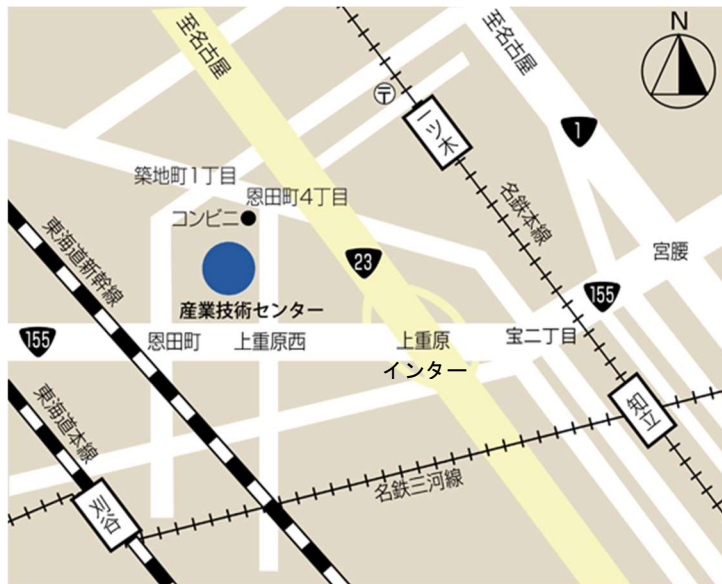 至名古屋
至名古屋
N
〒
一ツ木
1
築地町1丁目
恩田町4丁目
コンビニ
名鉄本線
東海道新幹線
23
宮腰
産業技術センター
155
155
恩田町
上重原西
上重原
インター
宝二丁目
東海道本線
知立
名鉄三河線
刈谷